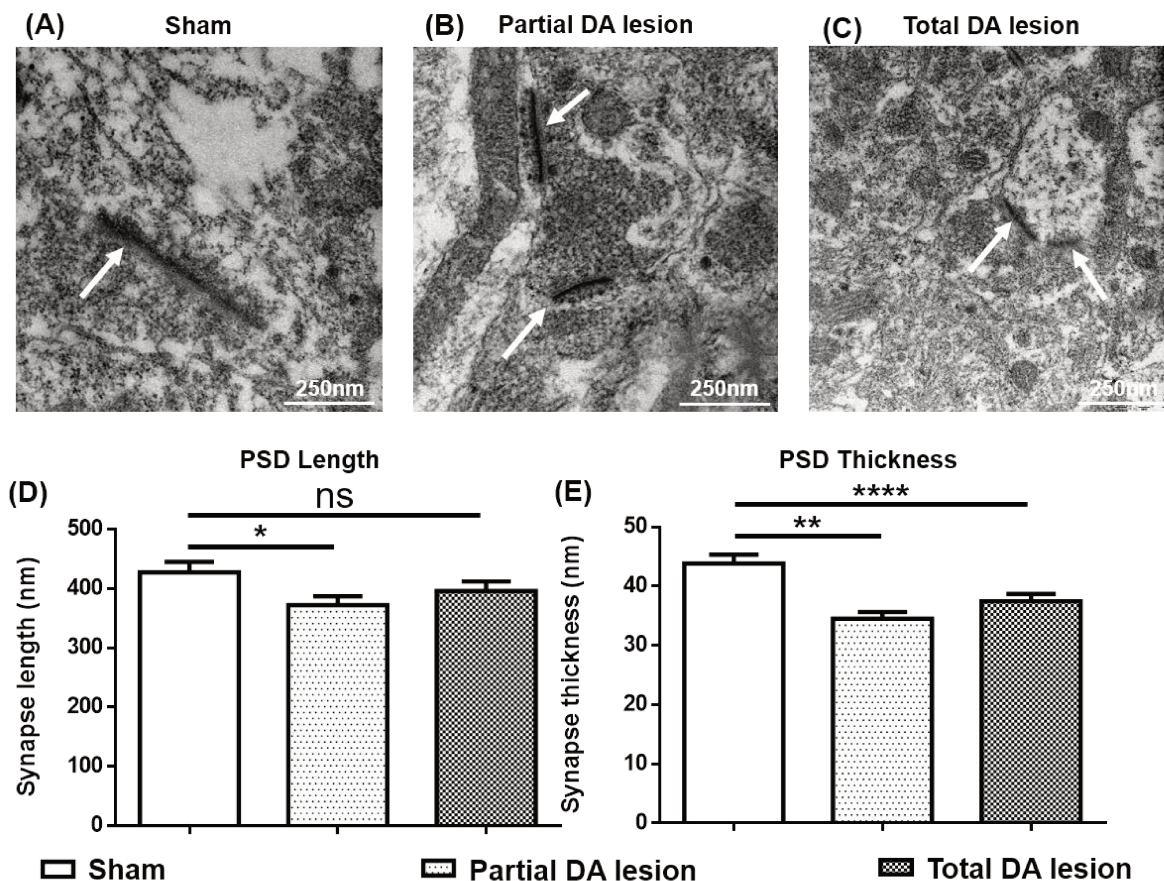 (A) Sham
(B) Partial DA lesion
(C) Total DA lesion
250nm
250nm
250nm
PSD Length
(D)
ns
*
500
400
300
200
100
0
Synapse length (nm)
PSD Thickness
(E)
****
**
50
40
30
20
10
0
Synapse thickness (nm)
Sham
Partial DA lesion
Total DA lesion